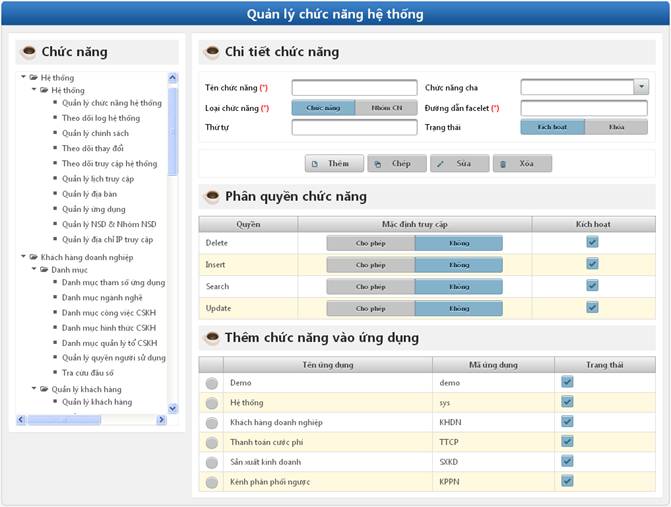 Quản lý chức năng hệ thống
Chức năng
Hệ thống
Hệ thống
Quản lý chức năng hệ thống
Theo dõi log hệ thống
Quản lý chính sách
Theo dõi thay đổi
Theo dõi truy cập hệ thống
Quản lý lịch truy cập
Quản lý địa bàn
Quản lý ứng dụng
Quản lý NSD & Nhóm NSD
Quản lý địa chỉ IP truy cập
Khách hàng doanh nghiệp
Danh mục
Danh mục tham số ứng dụng
Danh mục ngành nghề
Danh mục công việc CSKH
Danh mục hình thức CSKH
Danh mục quản lý tổ CSKH
Quản lý quyền người sử dụng
Tra cứu đầu số
Quản lý khách hàng
Quản lý khách hàng
Chi tiết chức năng
Tên chức năng (*) Chức năng cha
Loại chức năng (*) Chức năng Nhóm CN Đường dẫn facelet (*)
Thứ tự Trạng thái Kích hoạt Khóa
Thêm Chép Sửa Xóa
Phân quyền chức năng
Quyền Mặc định truy cập Kích hoạt
Delete Cho phép Không
Insert Cho phép Không
Search Cho phép Không
Update Cho phép Không
Thêm chức năng vào ứng dụng
Tên ứng dụng Mã ứng dụng Trạng thái
Demo demo
Hệ thống sys
Khách hàng doanh nghiệp KHDN
Thanh toán cước phí TTCP
Sản xuất kinh doanh SXKD
Kênh phân phối ngược KPPN